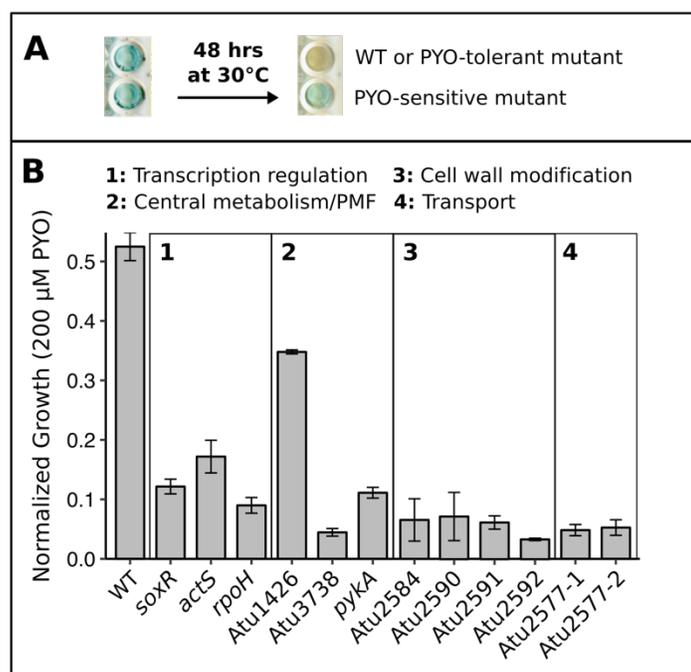 A
48 hrs
at 30°C
WT or PYO-tolerant mutant
PYO-sensitive mutant
B
1: Transcription regulation
3: Cell wall modification
2: Central metabolism/PMF
4: Transport
Normalized Growth (200 µM PYO)
0.5
0.4
0.3
0.2
0.1
0.0
1
2
3
4
WT
soxR
actS
rpoH
Atu1426
Atu3738
pykA
Atu2584
Atu2590
Atu2591
Atu2592
Atu2577-1
Atu2577-2